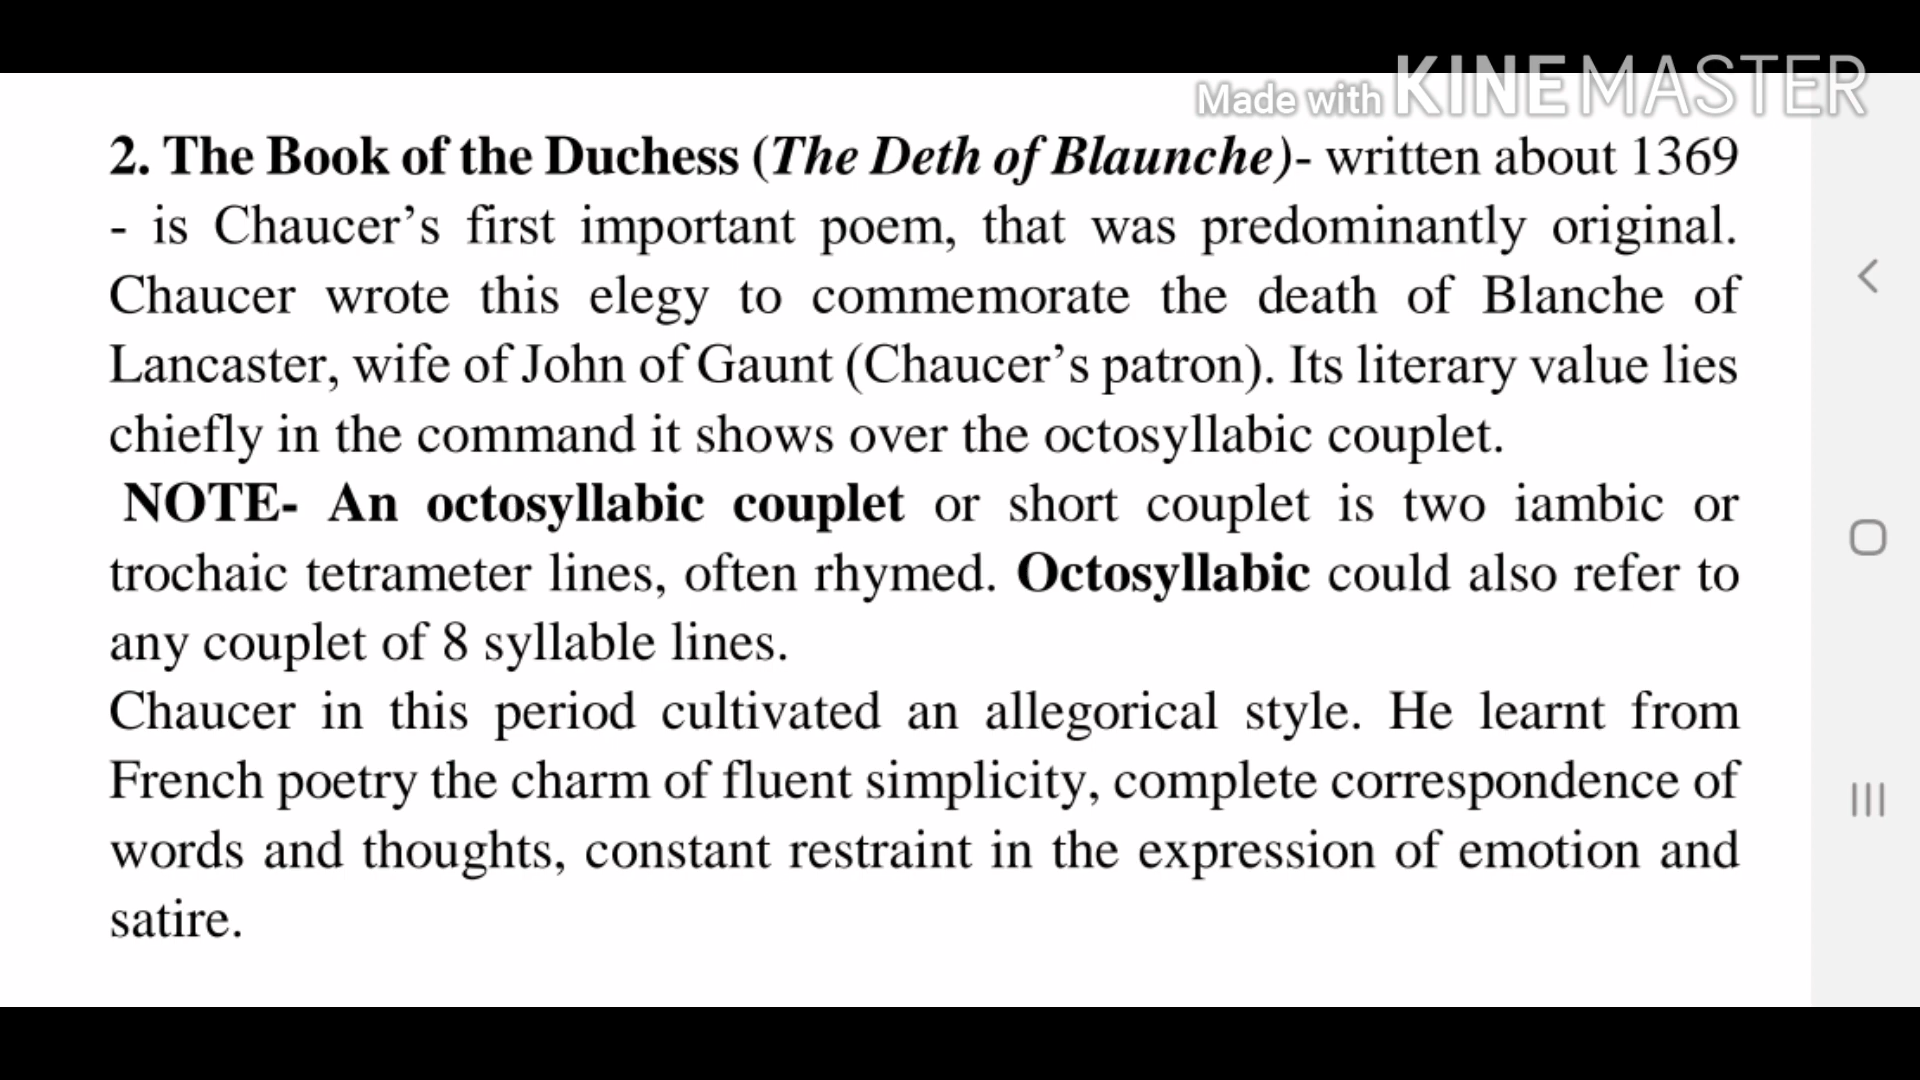 Made with KINEMASTER
2. The Book of the Duchess (The Deth of Blaunche)- written about 1369
- is Chaucer’s first important poem, that was predominantly original.
Chaucer wrote this elegy to commemorate the death of Blanche of
Lancaster, wife of John of Gaunt (Chaucer’s patron). Its literary value lies
chiefly in the command it shows over the octosyllabic couplet.
NOTE- An octosyllabic couplet or short couplet is two iambic or
trochaic tetrameter lines, often rhymed. Octosyllabic could also refer to
any couplet of 8 syllable lines.
Chaucer in this period cultivated an allegorical style. He learnt from
French poetry the charm of fluent simplicity, complete correspondence of
words and thoughts, constant restraint in the expression of emotion and
satire.